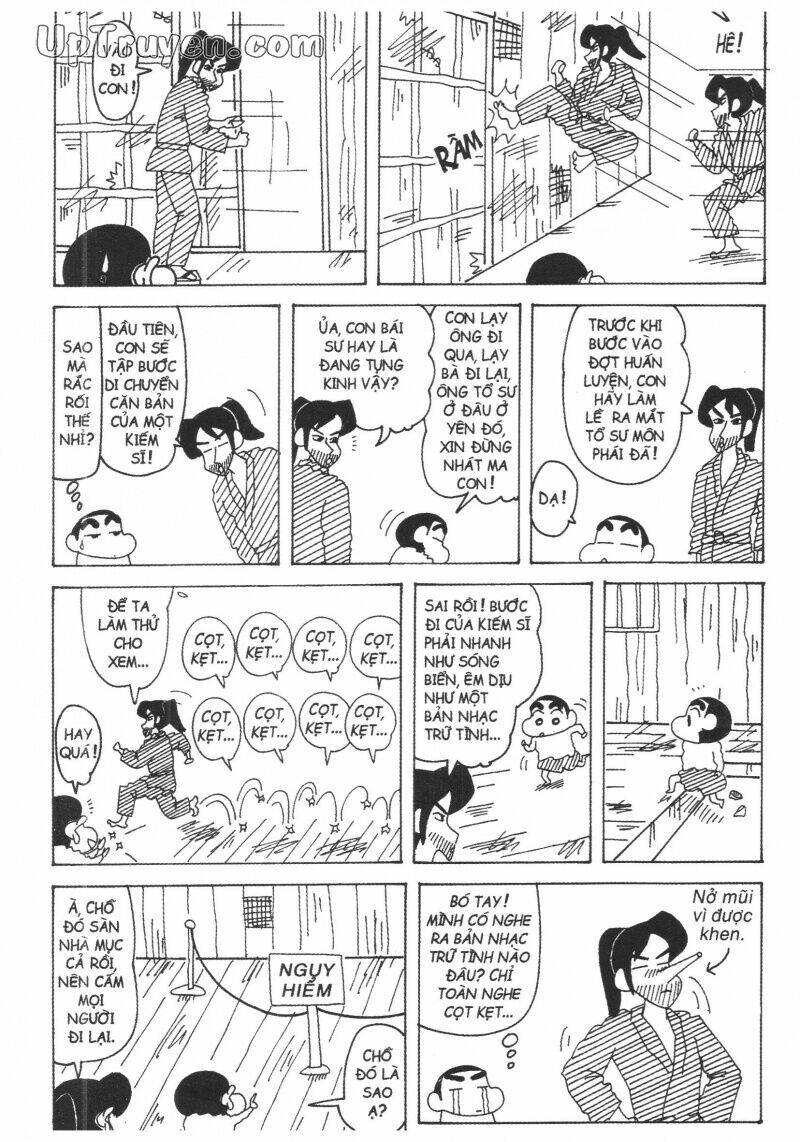 UpTruyen.com
HÊ!
RẦM
VÀO
ĐI
CON!
TRƯỚC KHI
BƯỚC VÀO
ĐỢT HUẤN
LUYỆN, CON
HÃY LÀM
LỄ RA MẮT
TỔ SƯ MÔN
PHÁI ĐÃ!
DẠ!
CON LẠY
ÔNG ĐI
QUA, LẠY
BÀ ĐI LẠI,
ÔNG TỔ SƯ
Ở ĐÂU Ở
YÊN ĐÓ,
XIN ĐỪNG
NHÁT MA
CON!
ỦA, CON BÁI
SƯ HAY LÀ
ĐANG TỤNG
KINH VẬY?
ĐẦU TIÊN,
CON SẼ
TẬP BƯỚC
DI CHUYỂN
CĂN BẢN
CỦA MỘT
KIẾM
SĨ!
SAO
MÀ
RẮC
RỐI
THẾ
NHỈ?
SAI RỒI! BƯỚC
ĐI CỦA KIẾM SĨ
PHẢI NHANH
NHƯ SÓNG
BIỂN, ÊM DỊU
NHƯ MỘT
BẢN NHẠC
TRỮ TÌNH...
ĐỂ TA
LÀM THỬ
CHO
XEM...
CỌT,
KẸT...
CỌT,
KẸT...
CỌT,
KẸT...
CỌT,
KẸT...
CỌT,
KẸT...
CỌT,
KẸT...
CỌT,
KẸT...
CỌT,
KẸT...
HAY
QUÁ!
Nở mũi
vì được
khen.
BÓ TAY!
MÌNH CÓ NGHE
RA BẢN NHẠC
TRỮ TÌNH NÀO
ĐÂU? CHỈ
TOÀN NGHE
CỌT KẸT...
NGUY
HIỂM
CHỖ
ĐÓ LÀ
SAO
Ạ?
À, CHỖ
ĐÓ SÀN
NHÀ MỤC
CẢ RỒI,
NÊN CẤM
MỌI
NGƯỜI
ĐI LẠI.